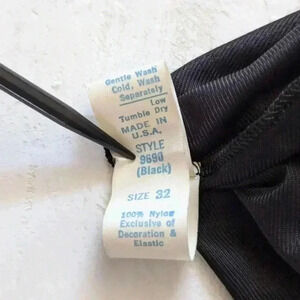 Gentle Wash
Cold, Wash
Separately
Low
Tumble Dry
MADE IN
U.S.A.
STYLE
9690
(Black)
SIZE 32
100% Nylon
Exclusive of
Decoration &
Elastic